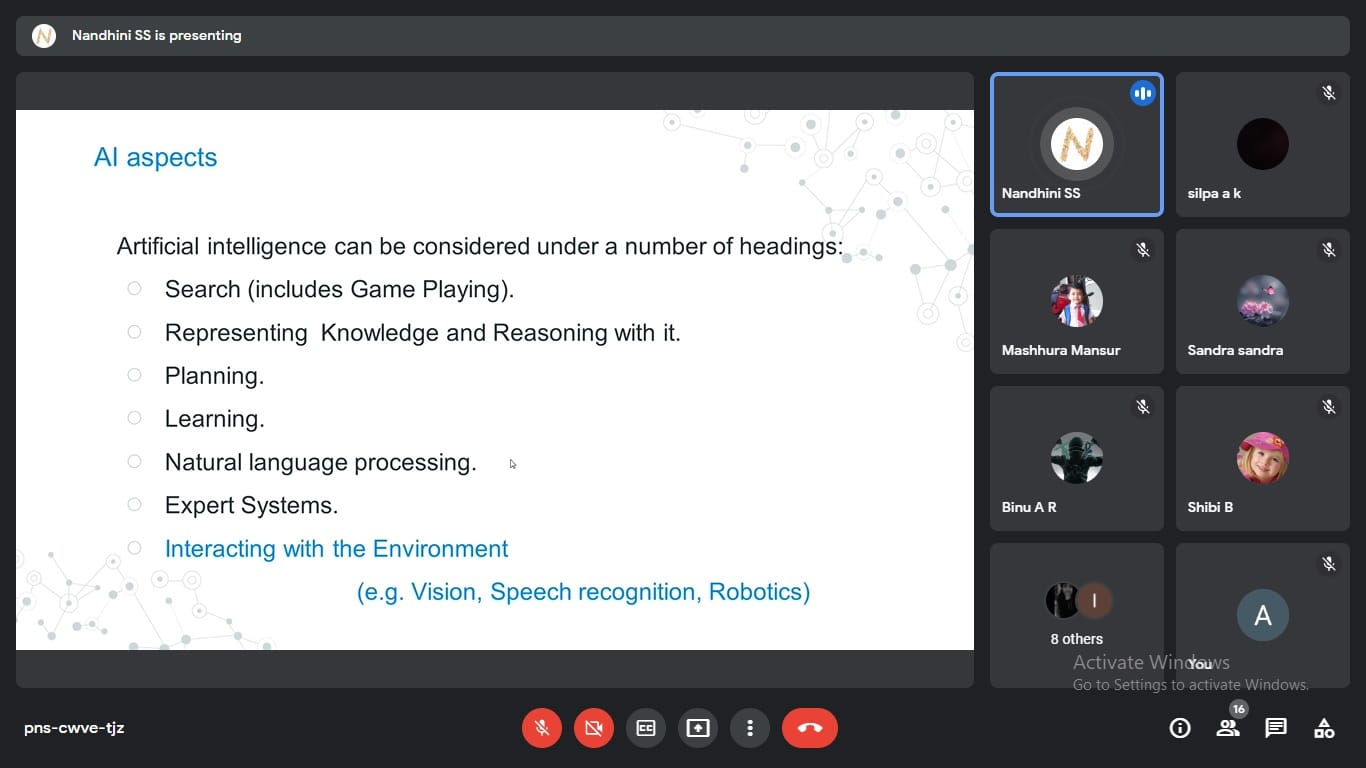 Nandhini SS is presenting
AI aspects
Artificial intelligence can be considered under a number of headings:
Search (includes Game Playing).
Representing Knowledge and Reasoning with it.
Planning.
Learning.
Natural language processing.
Expert Systems.
Interacting with the Environment
(e.g. Vision, Speech recognition, Robotics)
N
Nandhini SS
silpa a k
Mashhura Mansur
Sandra sandra
Binu A R
Shibi B
I
8 others
A
You
Activate Windows
Go to Settings to activate Windows.
pns-cwve-tjz
CC
16